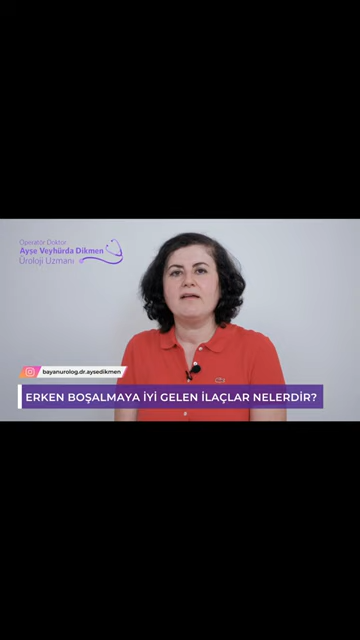 Operatör Doktor
Ayşe Veyhürda Dikmen
Üroloji Uzmanı
bayanurolog.dr.aysedikmen
ERKEN BOŞALMAYA İYİ GELEN İLAÇLAR NELERDİR?